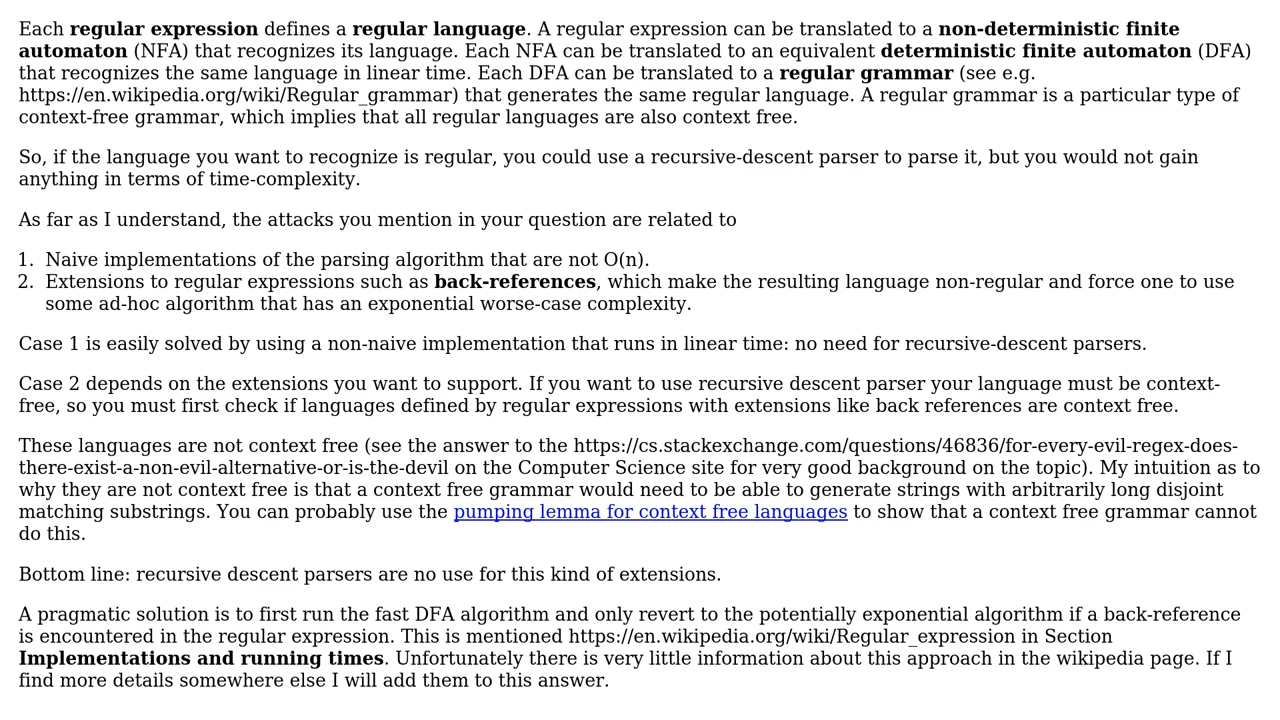 Each regular expression defines a regular language. A regular expression can be translated to a non-deterministic finite
automaton (NFA) that recognizes its language. Each NFA can be translated to an equivalent deterministic finite automaton (DFA)
that recognizes the same language in linear time. Each DFA can be translated to a regular grammar (see e.g.
https://en.wikipedia.org/wiki/Regular_grammar) that generates the same regular language. A regular grammar is a particular type of
context-free grammar, which implies that all regular languages are also context free.
So, if the language you want to recognize is regular, you could use a recursive-descent parser to parse it, but you would not gain
anything in terms of time-complexity.
As far as I understand, the attacks you mention in your question are related to
1. Naive implementations of the parsing algorithm that are not O(n).
2. Extensions to regular expressions such as back-references, which make the resulting language non-regular and force one to use
some ad-hoc algorithm that has an exponential worse-case complexity.
Case 1 is easily solved by using a non-naive implementation that runs in linear time: no need for recursive-descent parsers.
Case 2 depends on the extensions you want to support. If you want to use recursive descent parser your language must be context-
free, so you must first check if languages defined by regular expressions with extensions like back references are context free.
These languages are not context free (see the answer to the https://cs.stackexchange.com/questions/46836/for-every-evil-regex-does-
there-exist-a-non-evil-alternative-or-is-the-devil on the Computer Science site for very good background on the topic). My intuition as to
why they are not context free is that a context free grammar would need to be able to generate strings with arbitrarily long disjoint
matching substrings. You can probably use the pumping lemma for context free languages to show that a context free grammar cannot
do this.
Bottom line: recursive descent parsers are no use for this kind of extensions.
A pragmatic solution is to first run the fast DFA algorithm and only revert to the potentially exponential algorithm if a back-reference
is encountered in the regular expression. This is mentioned https://en.wikipedia.org/wiki/Regular_expression in Section
Implementations and running times. Unfortunately there is very little information about this approach in the wikipedia page. If I
find more details somewhere else I will add them to this answer.